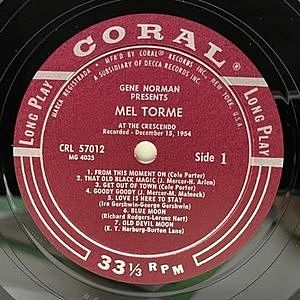 CORAL
MFD. BY CORAL® RECORDS INC.
A SUBSIDIARY OF DECCA RECORDS INC.
NEW YORK, U.S.A.
MARCA REGISTRADA
Long Play
Long Play
GENE NORMAN
PRESENTS
MEL TORME
AT THE CRESCENDO
Recorded - December 15, 1954
CRL 57012
Side 1
MG 4035
1. FROM THIS MOMENT ON (Cole Porter)
2. THAT OLD BLACK MAGIC (J. Mercer-H. Arlen)
3. GET OUT OF TOWN (Cole Porter)
4. GOODY GOODY (J. Mercer-M. Malneck)
5. LOVE IS HERE TO STAY
(Ira Gershwin-George Gershwin)
6. BLUE MOON
(Richard Rodgers-Lorenz Hart)
7. OLD DEVIL MOON
(E. Y. Harburg-Burton Lane)
33 1/3 RPM